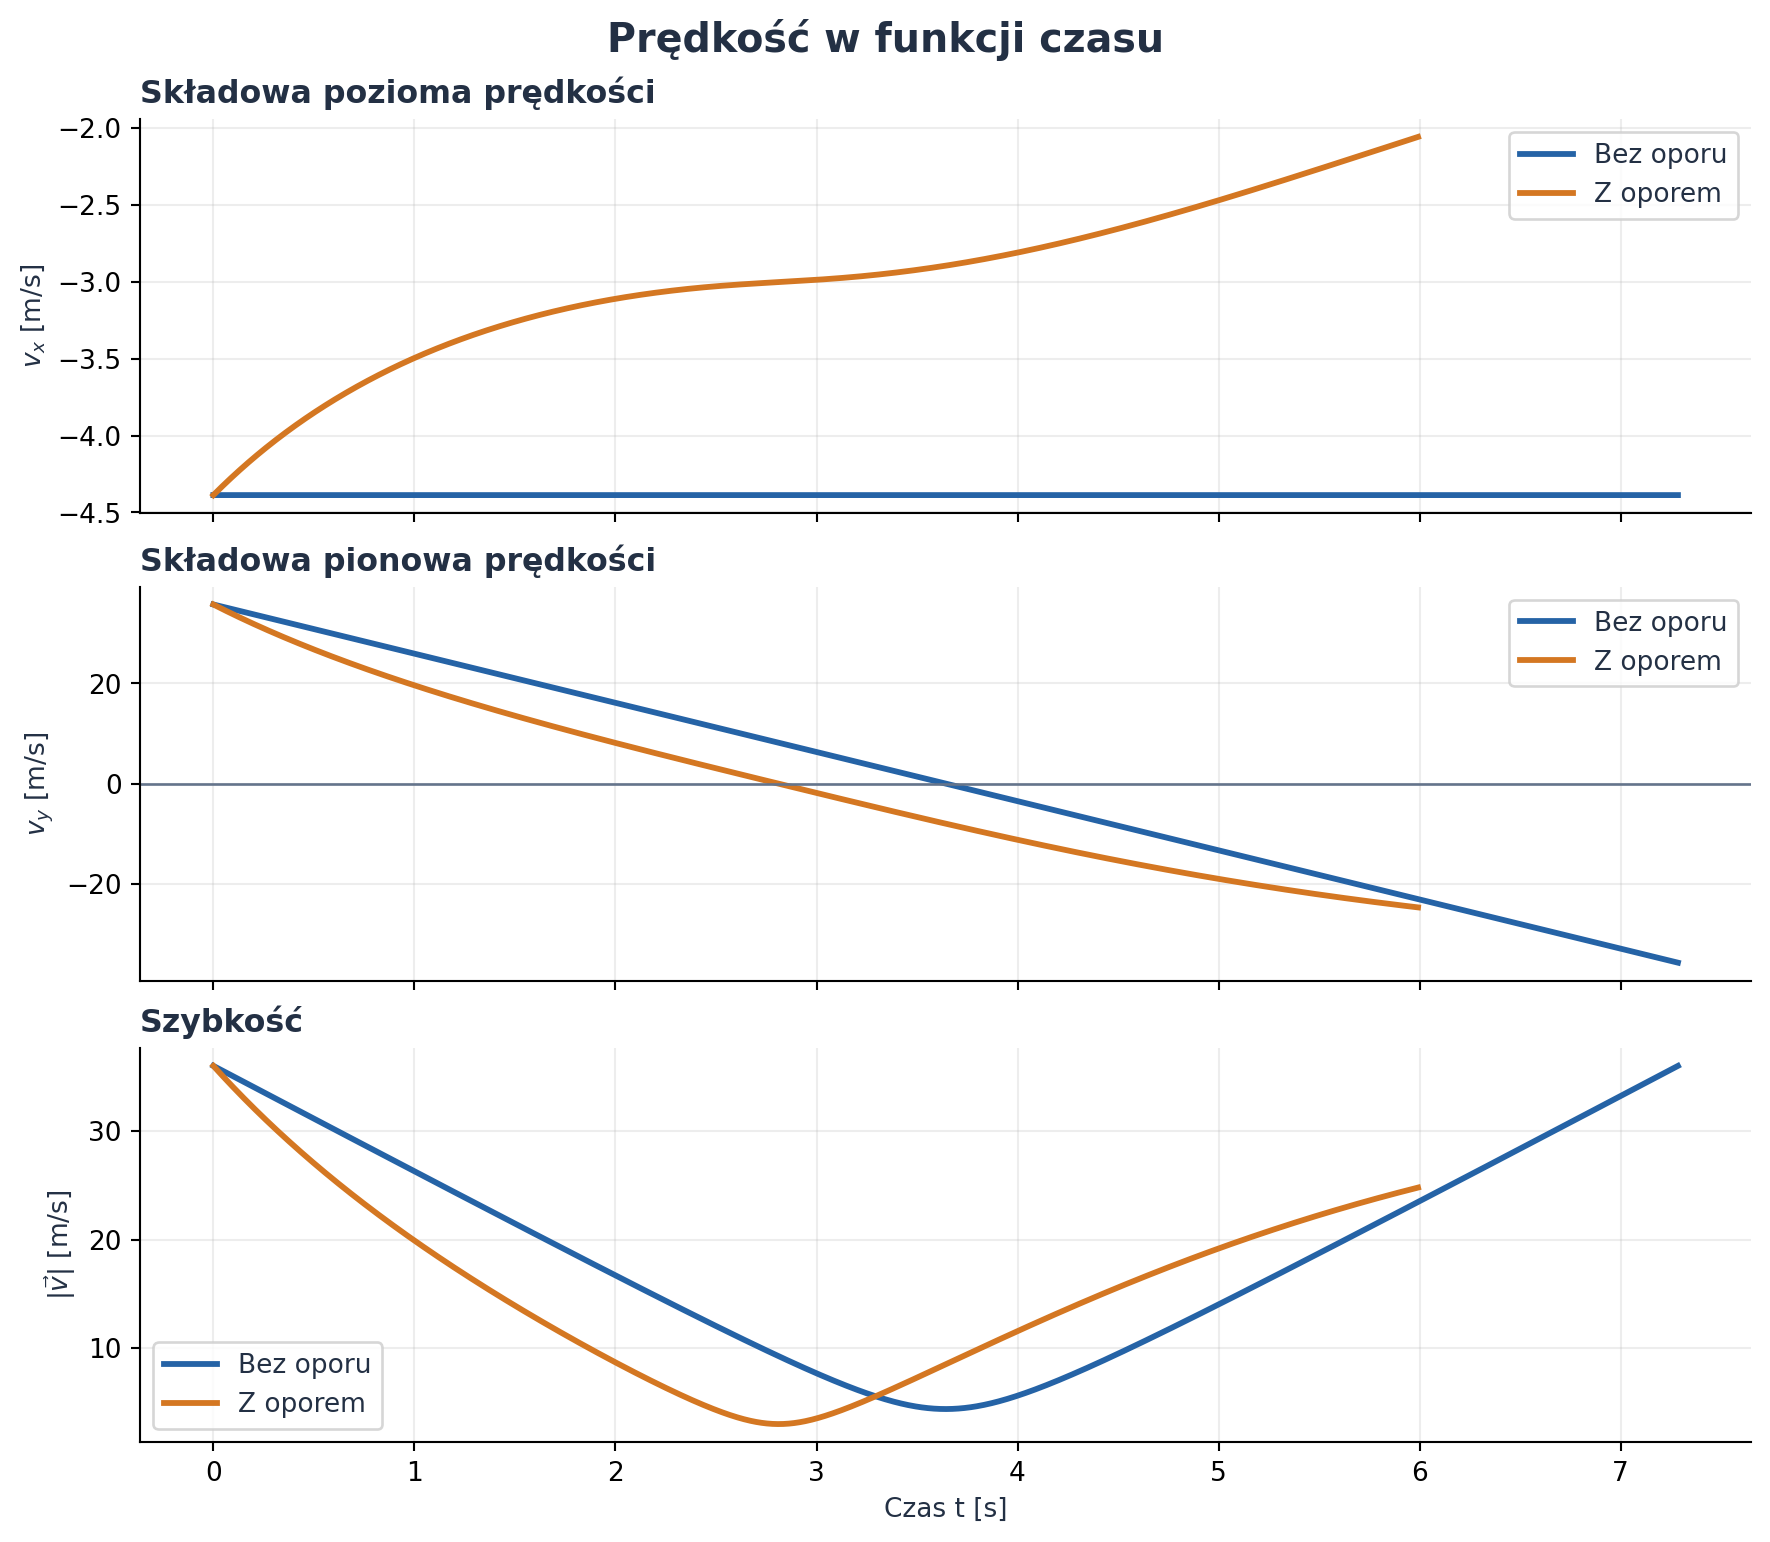 Prędkość w funkcji czasu
Składowa pozioma prędkości
−2.0
−2.5
−3.0
−3.5
−4.0
−4.5
v_x [m/s]
Bez oporu
Z oporem
Składowa pionowa prędkości
20
0
−20
v_y [m/s]
Bez oporu
Z oporem
Szybkość
30
20
10
|v⃗| [m/s]
Bez oporu
Z oporem
0 1 2 3 4 5 6 7
Czas t [s]